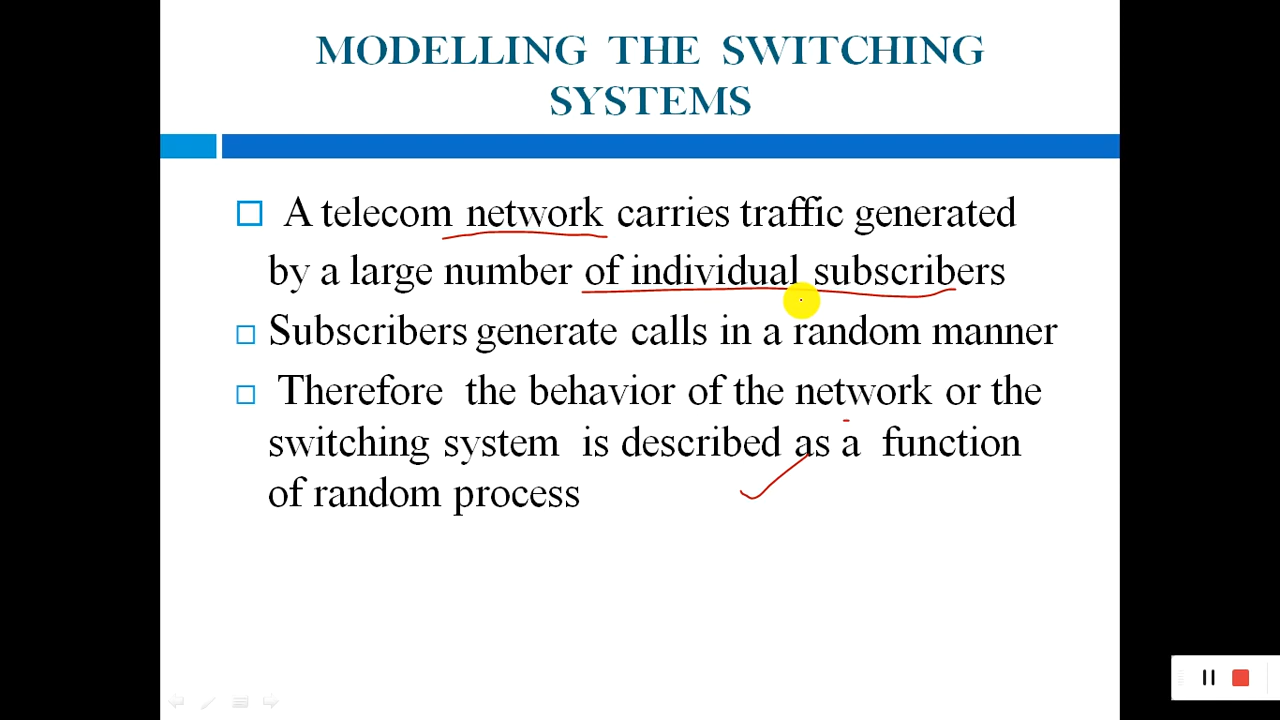 MODELLING THE SWITCHING
SYSTEMS
A telecom network carries traffic generated
by a large number of individual subscribers
Subscribers generate calls in a random manner
Therefore the behavior of the network or the
switching system is described as a function
of random process